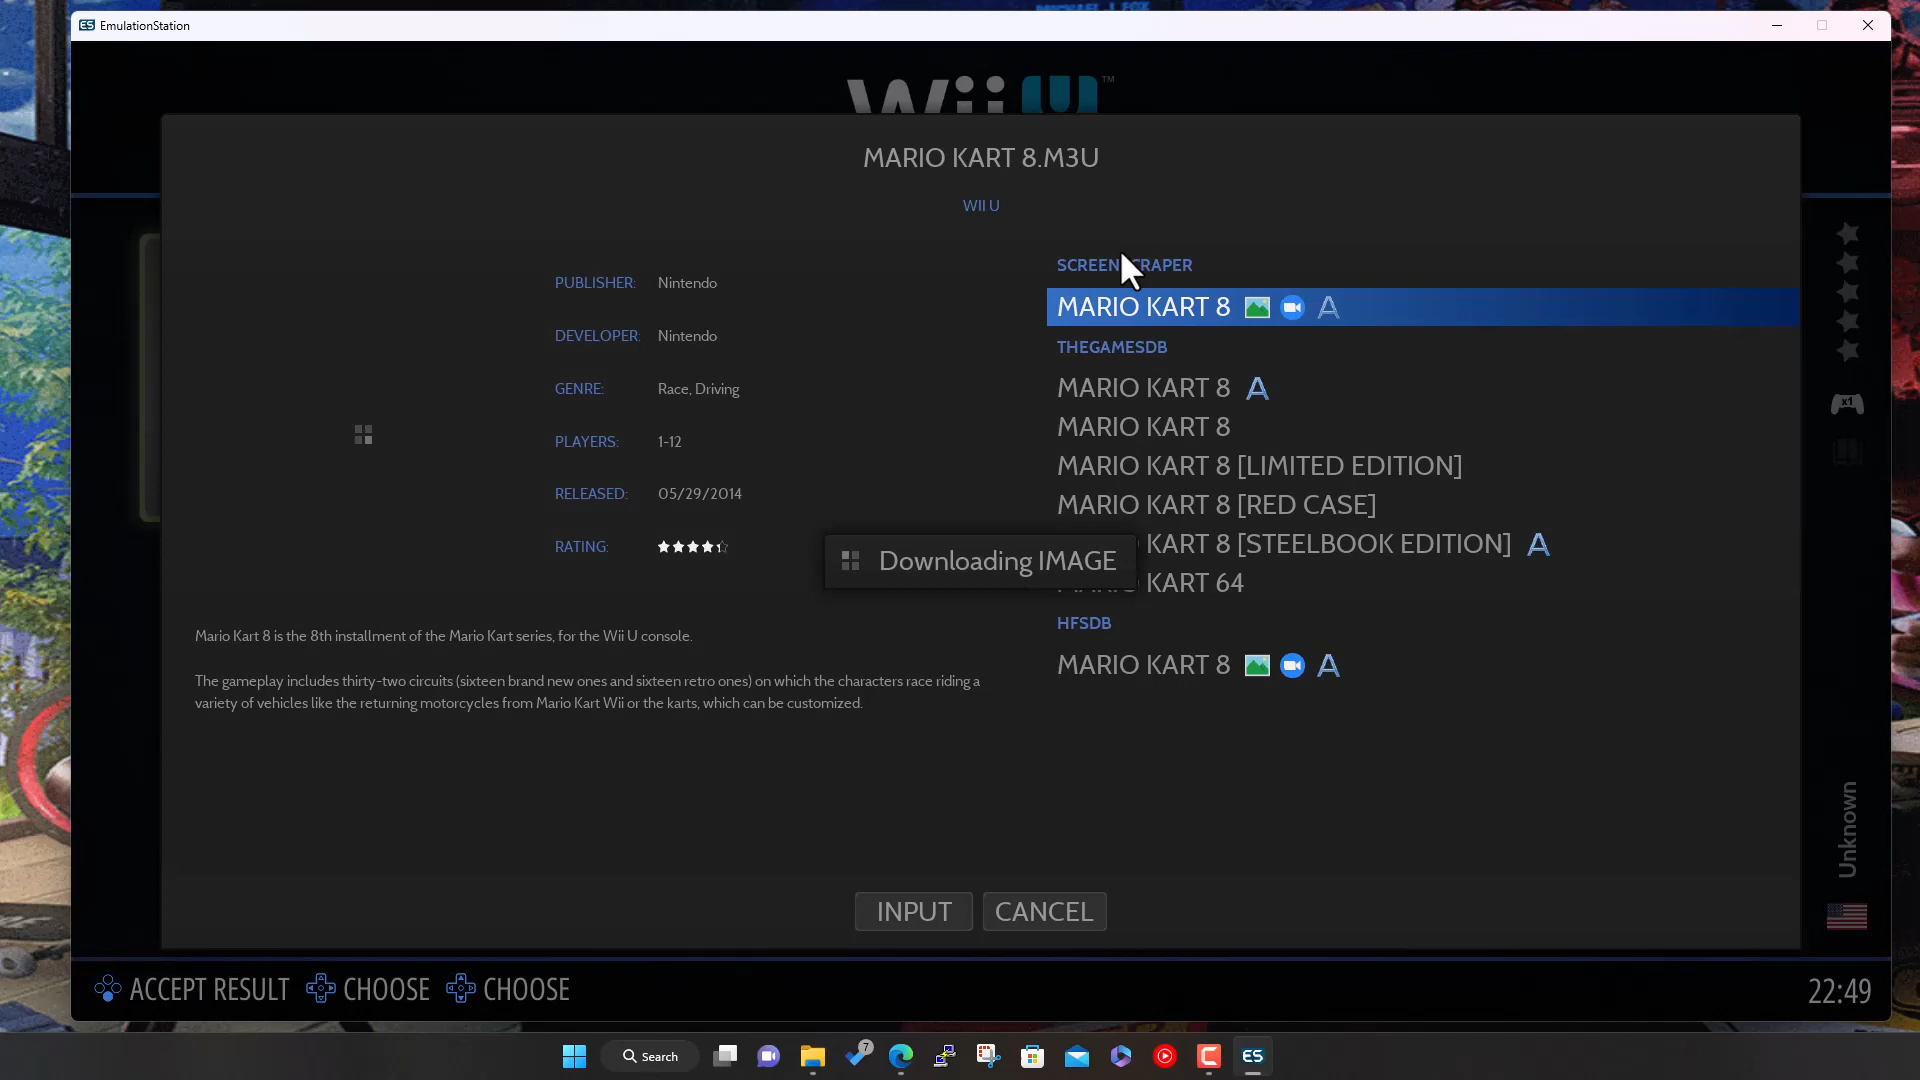 EmulationStation
Wii U™
MARIO KART 8.M3U
WII U
PUBLISHER: Nintendo
DEVELOPER: Nintendo
GENRE: Race, Driving
PLAYERS: 1-12
RELEASED: 05/29/2014
RATING:
Mario Kart 8 is the 8th installment of the Mario Kart series, for the Wii U console.
The gameplay includes thirty-two circuits (sixteen brand new ones and sixteen retro ones) on which the characters race riding a
variety of vehicles like the returning motorcycles from Mario Kart Wii or the karts, which can be customized.
MARIO KART 8
THEGAMESDB
MARIO KART 8
MARIO KART 8
MARIO KART 8 [LIMITED EDITION]
MARIO KART 8 [RED CASE]
KART 8 [STEELBOOK EDITION]
KART 64
HFSDB
MARIO KART 8
Downloading IMAGE
x1
Unknown
INPUT CANCEL
ACCEPT RESULT CHOOSE CHOOSE
22:49
Search
7
ES